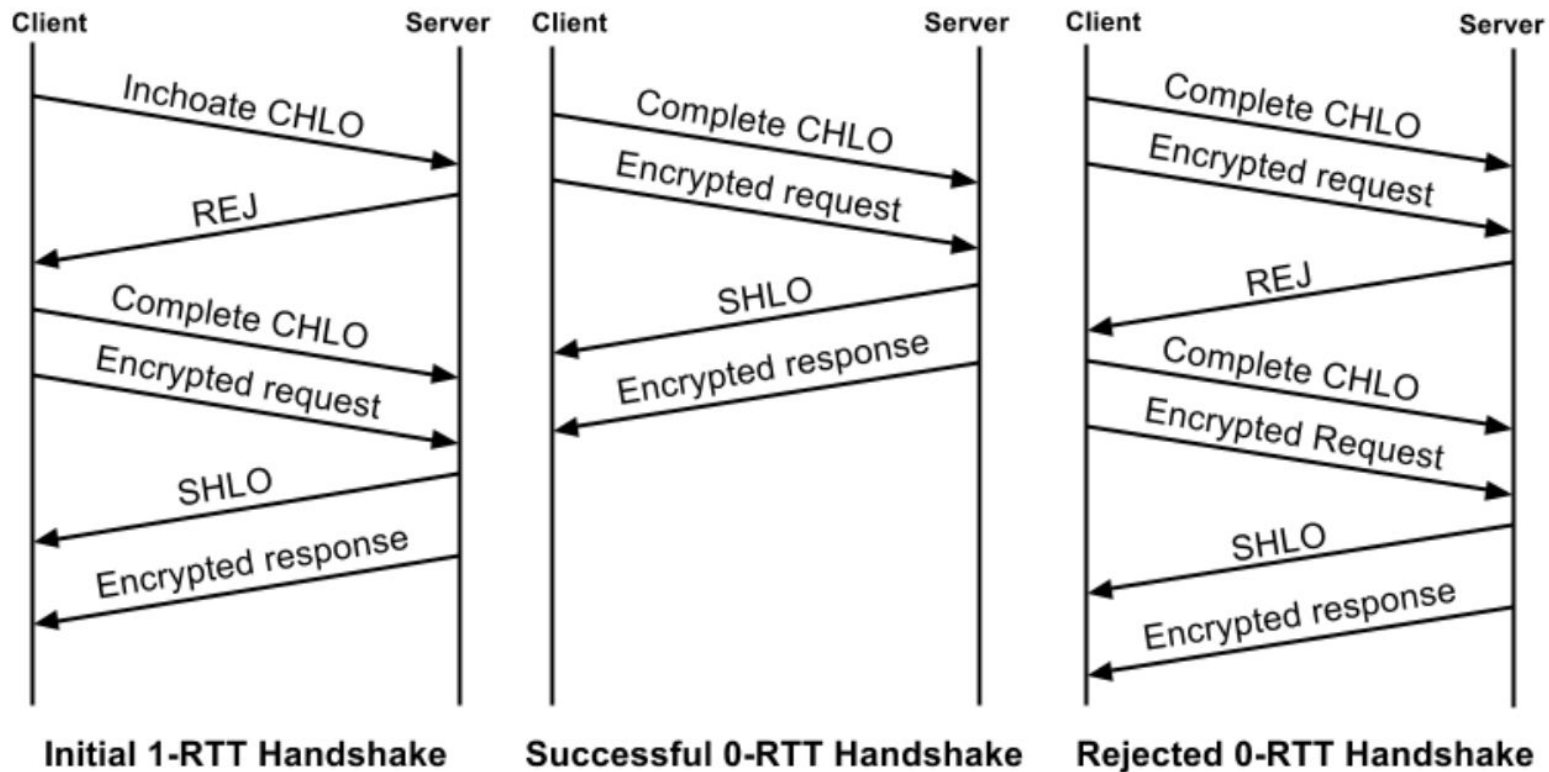 Client
Server
Inchoate CHLO
REJ
Complete CHLO
Encrypted request
SHLO
Encrypted response
Initial 1-RTT Handshake
Client
Server
Complete CHLO
Encrypted request
SHLO
Encrypted response
Successful 0-RTT Handshake
Client
Server
Complete CHLO
Encrypted request
REJ
Complete CHLO
Encrypted Request
SHLO
Encrypted response
Rejected 0-RTT Handshake